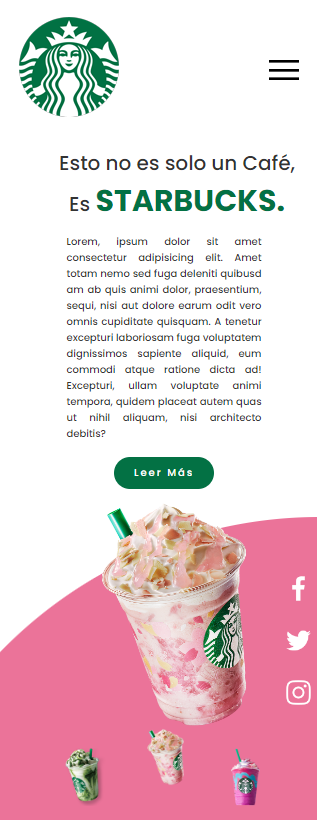 Esto no es solo un Café,
Es STARBUCKS.
Lorem, ipsum dolor sit amet
consectetur adipisicing elit. Amet
totam nemo sed fuga deleniti quibusd
am ab quis animi dolor, praesentium,
sequi, nisi aut dolore earum odit vero
omnis cupiditate quisquam. A tenetur
excepturi laboriosam fuga voluptatem
dignissimos sapiente aliquid, eum
commodi atque ratione dicta ad!
Excepturi, ullam voluptate animi
tempora, quidem placeat autem quas
ut nihil aliquam, nisi architecto
debitis?
Leer Más